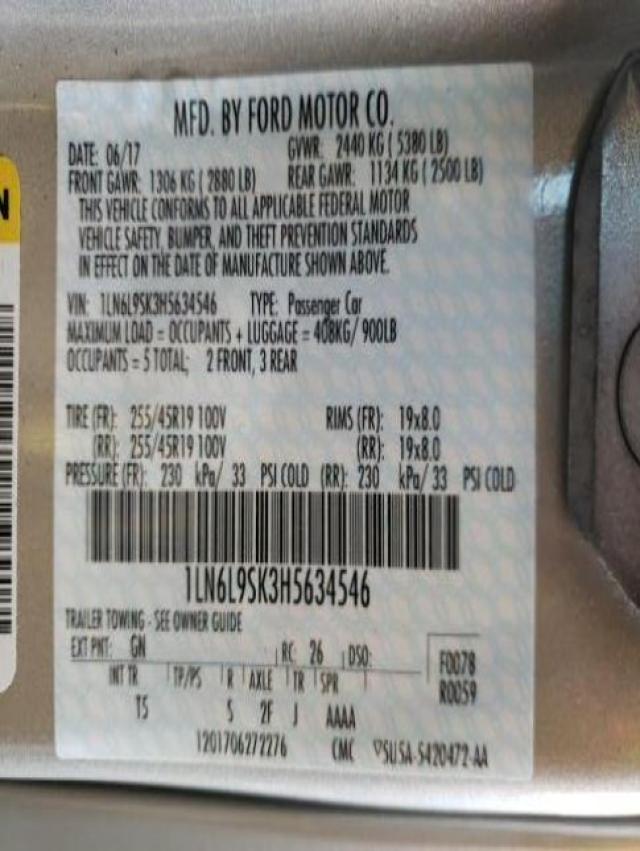 MFD. BY FORD MOTOR CO.
DATE: 06/17 GVWR: 2440 KG ( 5380 LB)
FRONT GAWR: 1306 KG ( 2880 LB) REAR GAWR: 1134 KG ( 2500 LB)
THIS VEHICLE CONFORMS TO ALL APPLICABLE FEDERAL MOTOR
VEHICLE SAFETY, BUMPER, AND THEFT PREVENTION STANDARDS
IN EFFECT ON THE DATE OF MANUFACTURE SHOWN ABOVE.
VIN: 1LN6L9SK3H5634546 TYPE: Passenger Car
MAXIMUM LOAD = OCCUPANTS + LUGGAGE = 408KG/ 900LB
OCCUPANTS = 5 TOTAL; 2 FRONT, 3 REAR
TIRE (FR): 255/45R19 100V RIMS (FR): 19x8.0
(RR): 255/45R19 100V (RR): 19x8.0
PRESSURE (FR): 230 kPa/ 33 PSI COLD (RR): 230 kPa/ 33 PSI COLD
1LN6L9SK3H5634546
TRAILER TOWING - SEE OWNER GUIDE
EXT PNT: GN RC: 26 DSO: F0078
INT TR TP/PS R AXLE TR SPR R0059
T5 S 2F J AAAA
1201706272276 CMC 5U5A-5420472-AA
N